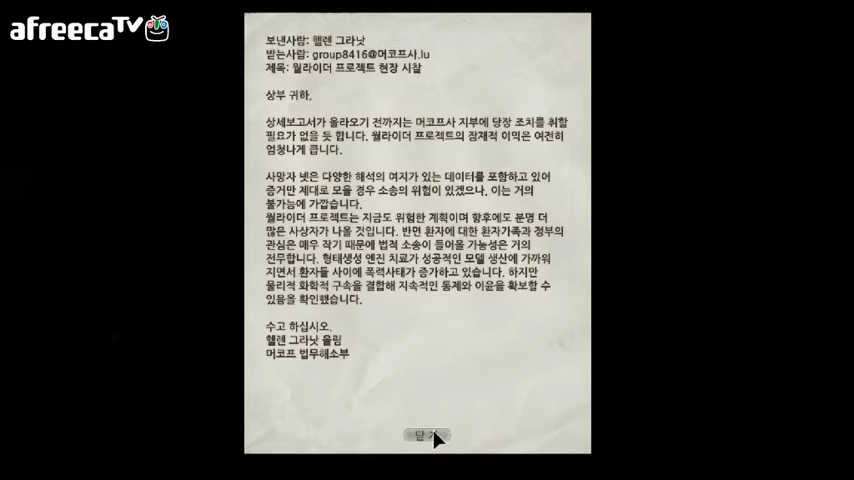 afreecaTV
보낸사람: 헬렌 그라낫
받는사람: group8416@머코프사.lu
제목: 월라이더 프로젝트 현장 시찰
상부 귀하,
상세보고서가 올라오기 전까지는 머코프사 지부에 당장 조치를 취할
필요가 없을 듯 합니다. 월라이더 프로젝트의 잠재적 이익은 여전히
엄청나게 큽니다.
사망자 넷은 다양한 해석의 여지가 있는 데이터를 포함하고 있어
증거만 제대로 모을 경우 소송의 위험이 있겠으나, 이는 거의
불가능에 가깝습니다.
월라이더 프로젝트는 지금도 위험한 계획이며 향후에도 분명 더
많은 사상자가 나올 것입니다. 반면 환자에 대한 환자가족과 정부의
관심은 매우 작기 때문에 법적 소송이 들어올 가능성은 거의
전무합니다. 형태생성 엔진 치료가 성공적인 모델 생산에 가까워
지면서 환자들 사이에 폭력사태가 증가하고 있습니다. 하지만
물리적 화학적 구속을 결합해 지속적인 통제와 이윤을 확보할 수
있음을 확인했습니다.
수고 하십시오,
헬렌 그라낫 올림
머코프 법무해소부
닫기